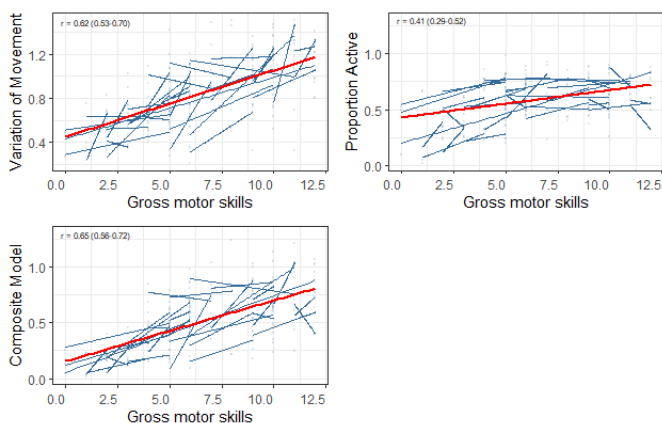 r = 0.62 (0.53-0.70)
Variation of Movement
1.2
0.8
0.4
0.0 2.5 5.0 7.5 10.0 12.5
Gross motor skills
r = 0.41 (0.29-0.52)
Proportion Active
1.0
0.5
0.0
0.0 2.5 5.0 7.5 10.0 12.5
Gross motor skills
r = 0.65 (0.56-0.72)
Composite Model
1.0
0.5
0.0
0.0 2.5 5.0 7.5 10.0 12.5
Gross motor skills